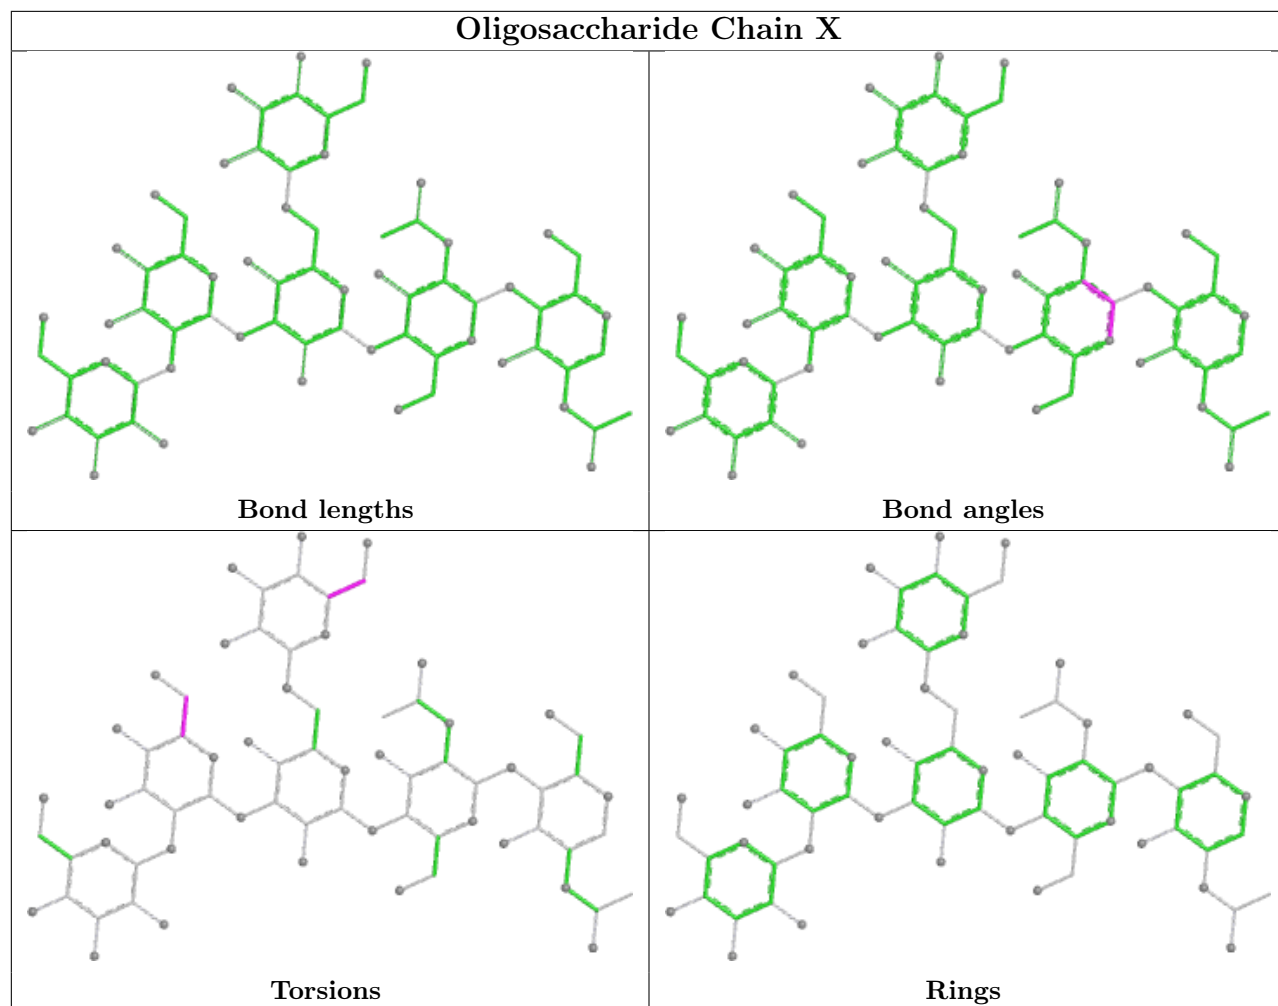 Oligosaccharide Chain X
Bond lengths
Bond angles
Torsions
Rings